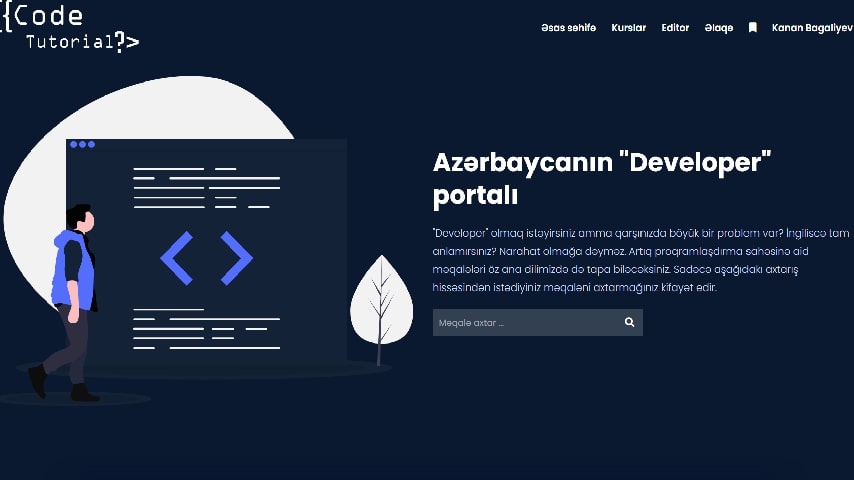 {{Code
Tutorial?>
Əsas səhifə Kurslar Editor Əlaqə Kanan Bagaliyev
Azərbaycanın "Developer"
portalı
"Developer" olmaq istəyirsiniz amma qarşınızda böyük bir problem var? İngiliscə tam
anlamırsınız? Narahat olmağa dəyməz. Artıq proqramlaşdırma sahəsinə aid
məqalələri öz ana dilimizdə də tapa biləcəksiniz. Sadəcə aşağıdakı axtarış
hissəsindən istədiyiniz məqaləni axtarmağınız kifayət edir.
Məqalə axtar ...